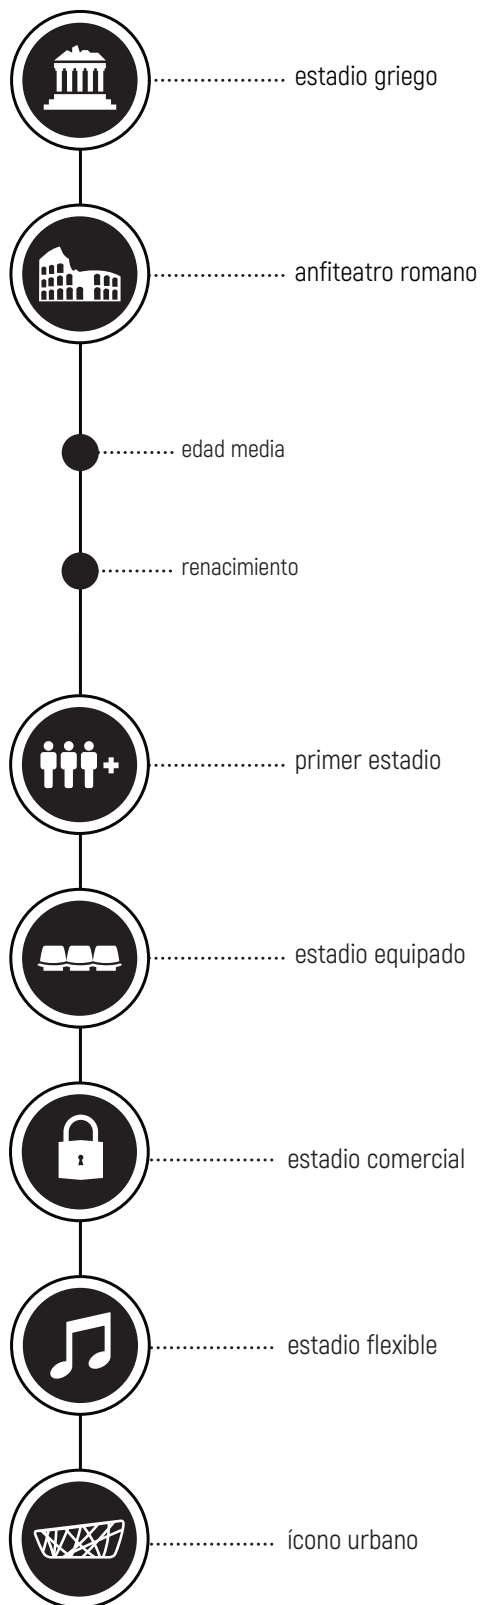 estadio griego
anfiteatro romano
edad media
renacimiento
primer estadio
estadio equipado
estadio comercial
estadio flexible
ícono urbano